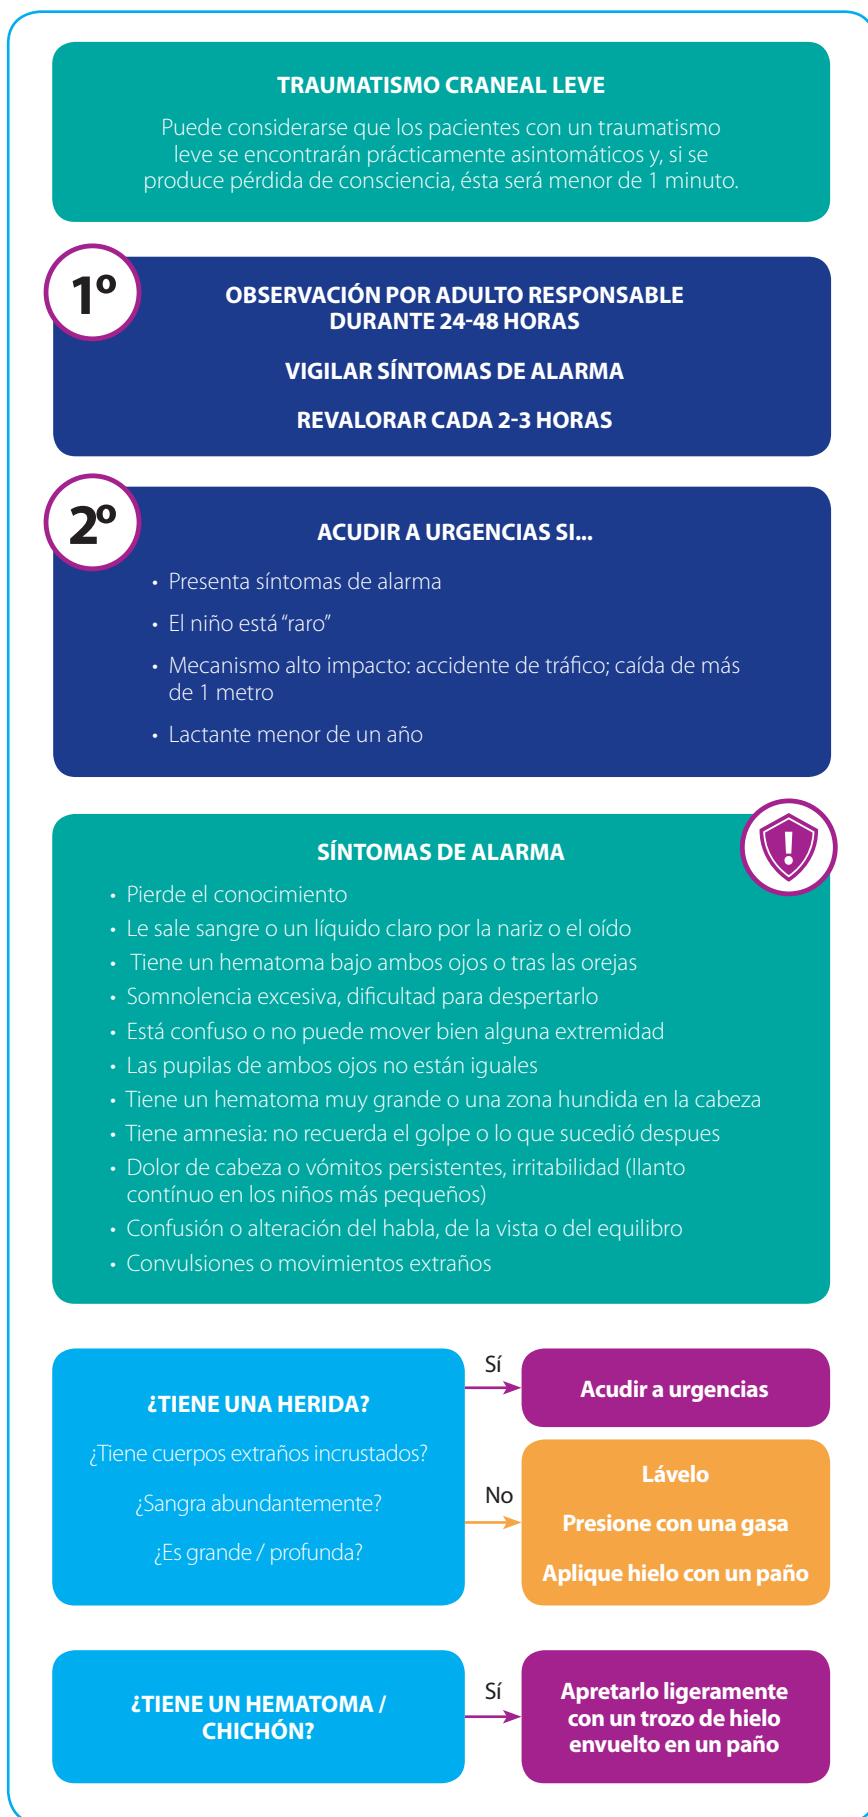 TRAUMATISMO CRANEAL LEVE
Puede considerarse que los pacientes con un traumatismo
leve se encontrarán prácticamente asintomáticos y, si se
produce pérdida de consciencia, ésta será menor de 1 minuto.
1º
OBSERVACIÓN POR ADULTO RESPONSABLE
DURANTE 24-48 HORAS
VIGILAR SÍNTOMAS DE ALARMA
REVALORAR CADA 2-3 HORAS
2º
ACUDIR A URGENCIAS SI...
• Presenta síntomas de alarma
• El niño está “raro”
• Mecanismo alto impacto: accidente de tráfico; caída de más
de 1 metro
• Lactante menor de un año
SÍNTOMAS DE ALARMA
• Pierde el conocimiento
• Le sale sangre o un líquido claro por la nariz o el oído
• Tiene un hematoma bajo ambos ojos o tras las orejas
• Somnolencia excesiva, dificultad para despertarlo
• Está confuso o no puede mover bien alguna extremidad
• Las pupilas de ambos ojos no están iguales
• Tiene un hematoma muy grande o una zona hundida en la cabeza
• Tiene amnesia: no recuerda el golpe o lo que sucedió despues
• Dolor de cabeza o vómitos persistentes, irritabilidad (llanto
contínuo en los niños más pequeños)
• Confusión o alteración del habla, de la vista o del equilibro
• Convulsiones o movimientos extraños
¿TIENE UNA HERIDA?
¿Tiene cuerpos extraños incrustados?
¿Sangra abundantemente?
¿Es grande / profunda?
Sí
Acudir a urgencias
No
Lávelo
Presione con una gasa
Aplique hielo con un paño
¿TIENE UN HEMATOMA /
CHICHÓN?
Sí
Apretarlo ligeramente
con un trozo de hielo
envuelto en un paño